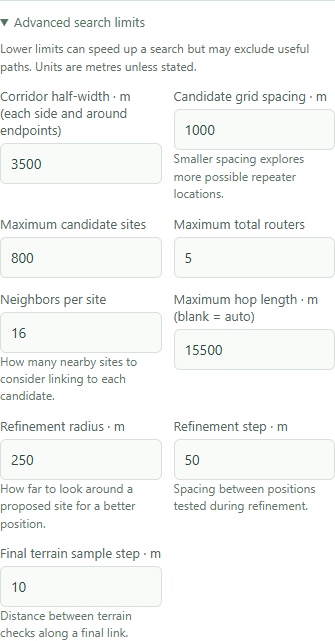 ▼ Advanced search limits
Lower limits can speed up a search but may exclude useful
paths. Units are metres unless stated.
Corridor half-width · m
(each side and around
endpoints)
3500
Candidate grid spacing · m
1000
Smaller spacing explores
more possible repeater
locations.
Maximum candidate sites
800
Maximum total routers
5
Neighbors per site
16
How many nearby sites to
consider linking to each
candidate.
Maximum hop length · m
(blank = auto)
15500
Refinement radius · m
250
How far to look around a
proposed site for a better
position.
Refinement step · m
50
Spacing between positions
tested during refinement.
Final terrain sample step · m
10
Distance between terrain
checks along a final link.